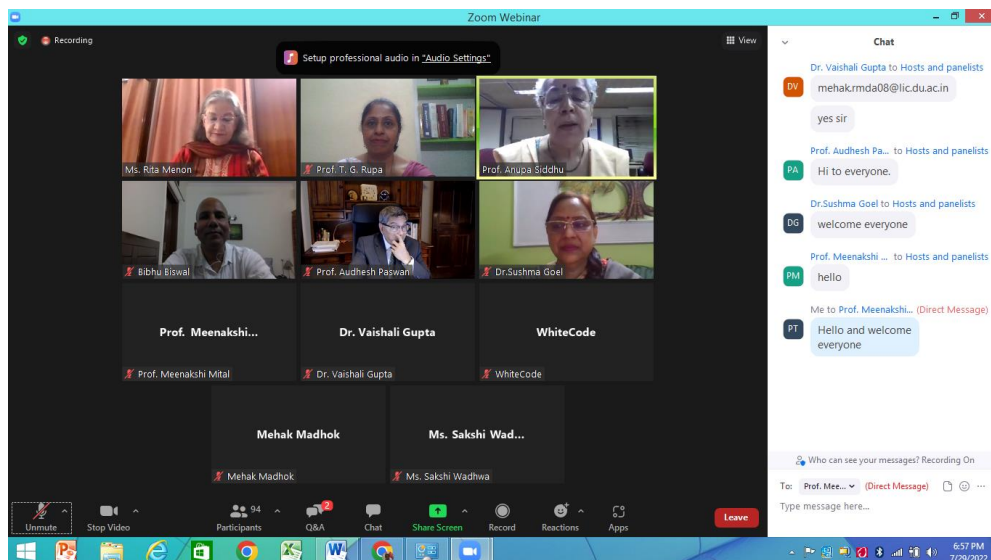 Zoom Webinar
Recording
Setup professional audio in "Audio Settings"
View
Ms. Rita Menon
Prof. T. G. Rupa
Prof. Anupa Siddhu
Bibhu Biswal
Prof. Audhesh Paswan
Dr.Sushma Goel
Prof. Meenakshi...
Prof. Meenakshi Mital
Dr. Vaishali Gupta
Dr. Vaishali Gupta
WhiteCode
WhiteCode
Mehak Madhok
Mehak Madhok
Ms. Sakshi Wad...
Ms. Sakshi Wadhwa
Unmute
Stop Video
94
Participants
2
Q&A
Chat
Share Screen
Record
Reactions
Apps
Leave
Chat
Dr. Vaishali Gupta to Hosts and panelists
DV
mehak.rmda08@lic.du.ac.in
yes sir
Prof. Audhesh Pa... to Hosts and panelists
PA
Hi to everyone.
Dr.Sushma Goel to Hosts and panelists
DG
welcome everyone
Prof. Meenakshi ... to Hosts and panelists
PM
hello
Me to Prof. Meenakshi... (Direct Message)
PT
Hello and welcome
everyone
Who can see your messages? Recording On
To: Prof. Mee... (Direct Message)
Type message here...
6:57 PM
7/29/2022